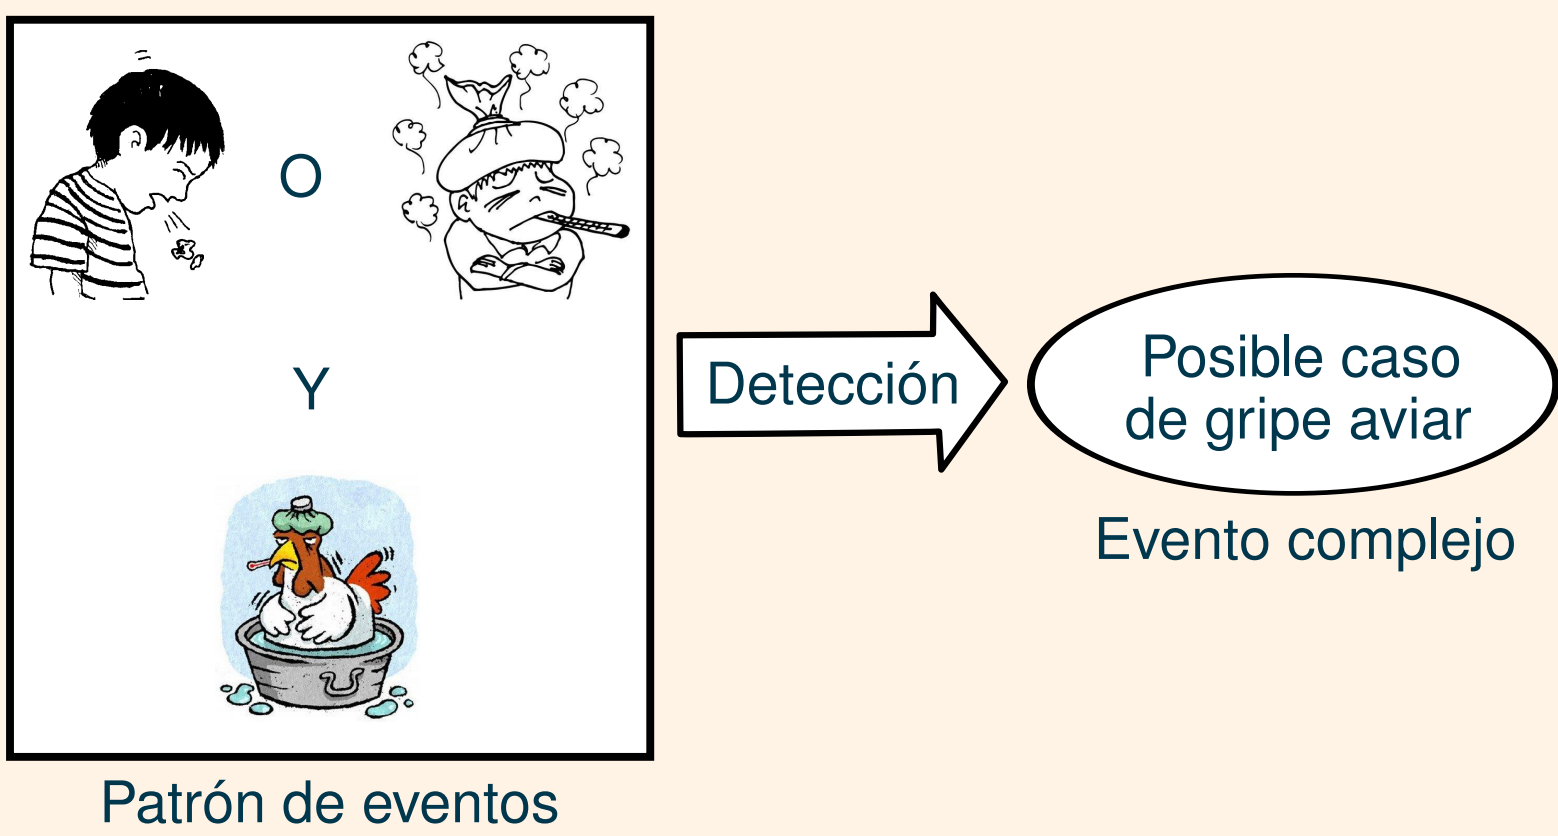 O
Y
Patrón de eventos
Detección
Posible caso
de gripe aviar
Evento complejo